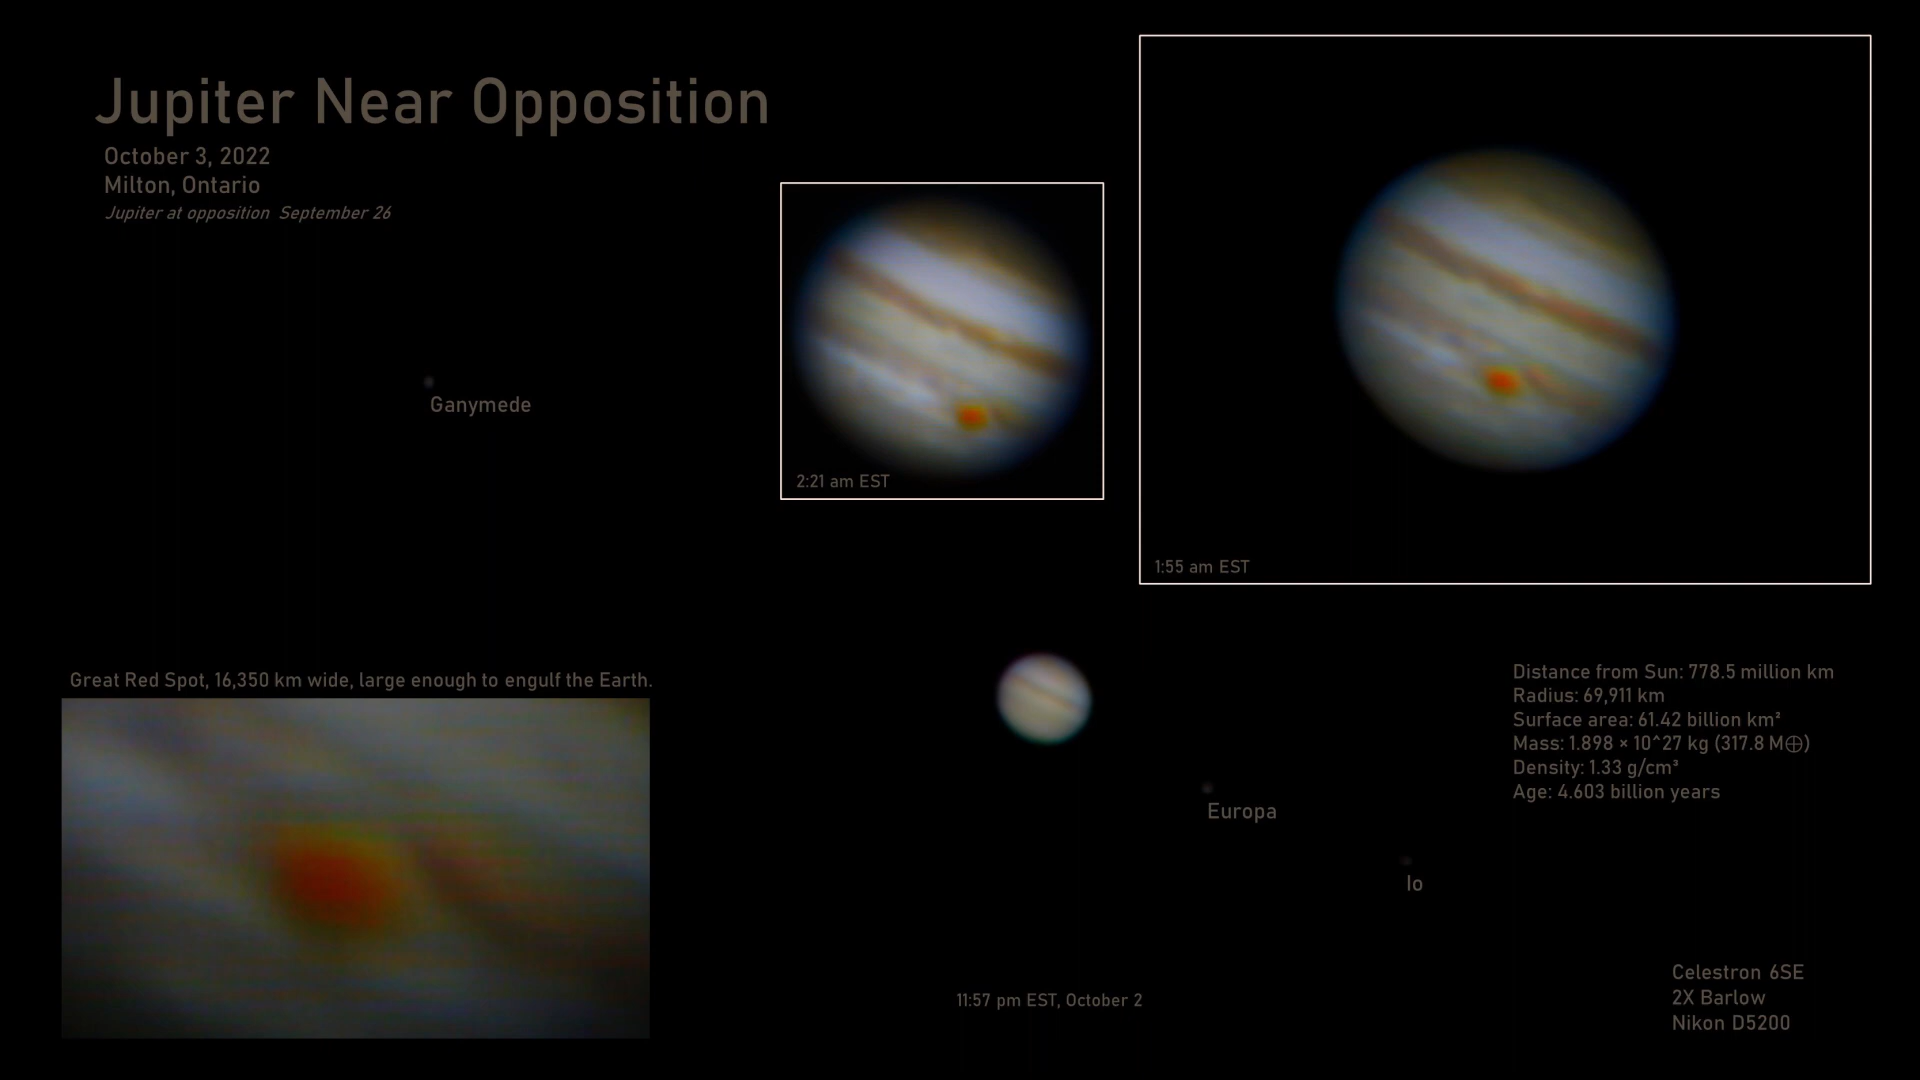 Jupiter Near Opposition
October 3, 2022
Milton, Ontario
Jupiter at opposition September 26
Ganymede
2:21 am EST
1:55 am EST
Great Red Spot, 16,350 km wide, large enough to engulf the Earth.
Distance from Sun: 778.5 million km
Radius: 69,911 km
Surface area: 61.42 billion km²
Mass: 1.898 × 10^27 kg (317.8 M⊕)
Density: 1.33 g/cm³
Age: 4.603 billion years
Europa
Io
11:57 pm EST, October 2
Celestron 6SE
2X Barlow
Nikon D5200